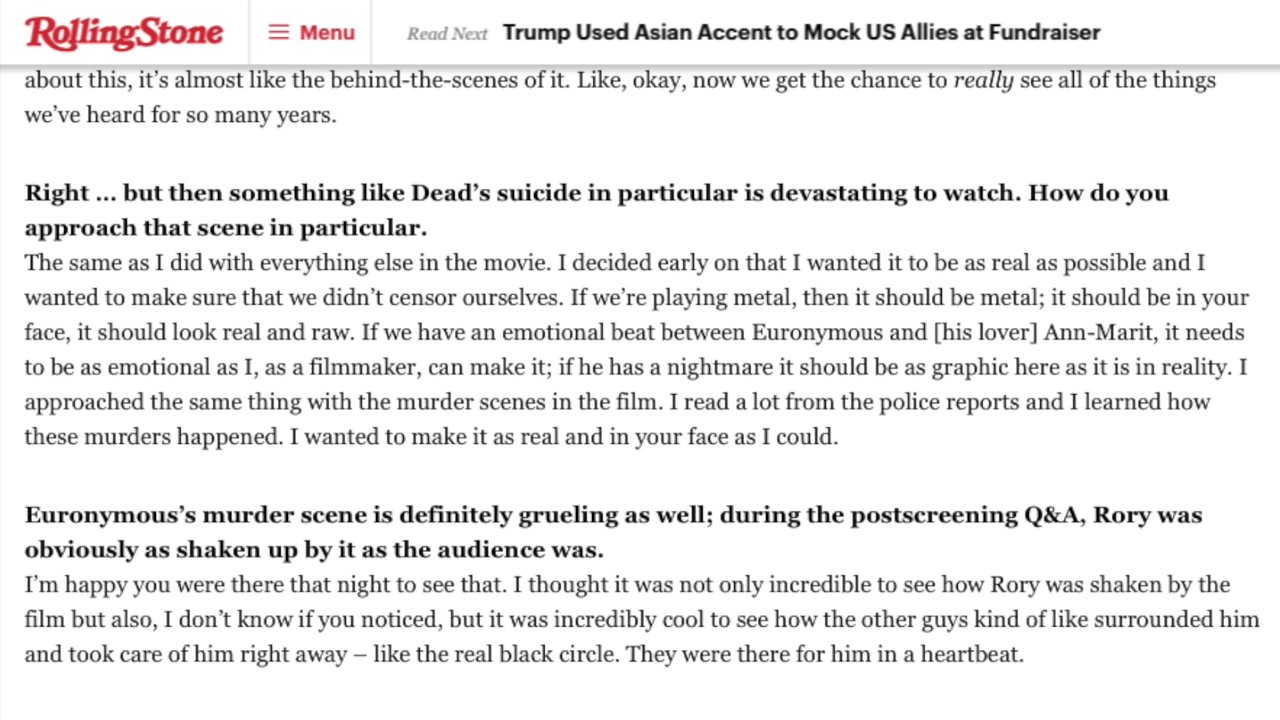 RollingStone Menu Read Next Trump Used Asian Accent to Mock US Allies at Fundraiser
about this, it’s almost like the behind-the-scenes of it. Like, okay, now we get the chance to really see all of the things
we’ve heard for so many years.
Right … but then something like Dead’s suicide in particular is devastating to watch. How do you
approach that scene in particular.
The same as I did with everything else in the movie. I decided early on that I wanted it to be as real as possible and I
wanted to make sure that we didn’t censor ourselves. If we’re playing metal, then it should be metal; it should be in your
face, it should look real and raw. If we have an emotional beat between Euronymous and [his lover] Ann-Marit, it needs
to be as emotional as I, as a filmmaker, can make it; if he has a nightmare it should be as graphic here as it is in reality. I
approached the same thing with the murder scenes in the film. I read a lot from the police reports and I learned how
these murders happened. I wanted to make it as real and in your face as I could.
Euronymous’s murder scene is definitely grueling as well; during the postscreening Q&A, Rory was
obviously as shaken up by it as the audience was.
I’m happy you were there that night to see that. I thought it was not only incredible to see how Rory was shaken by the
film but also, I don’t know if you noticed, but it was incredibly cool to see how the other guys kind of like surrounded him
and took care of him right away – like the real black circle. They were there for him in a heartbeat.